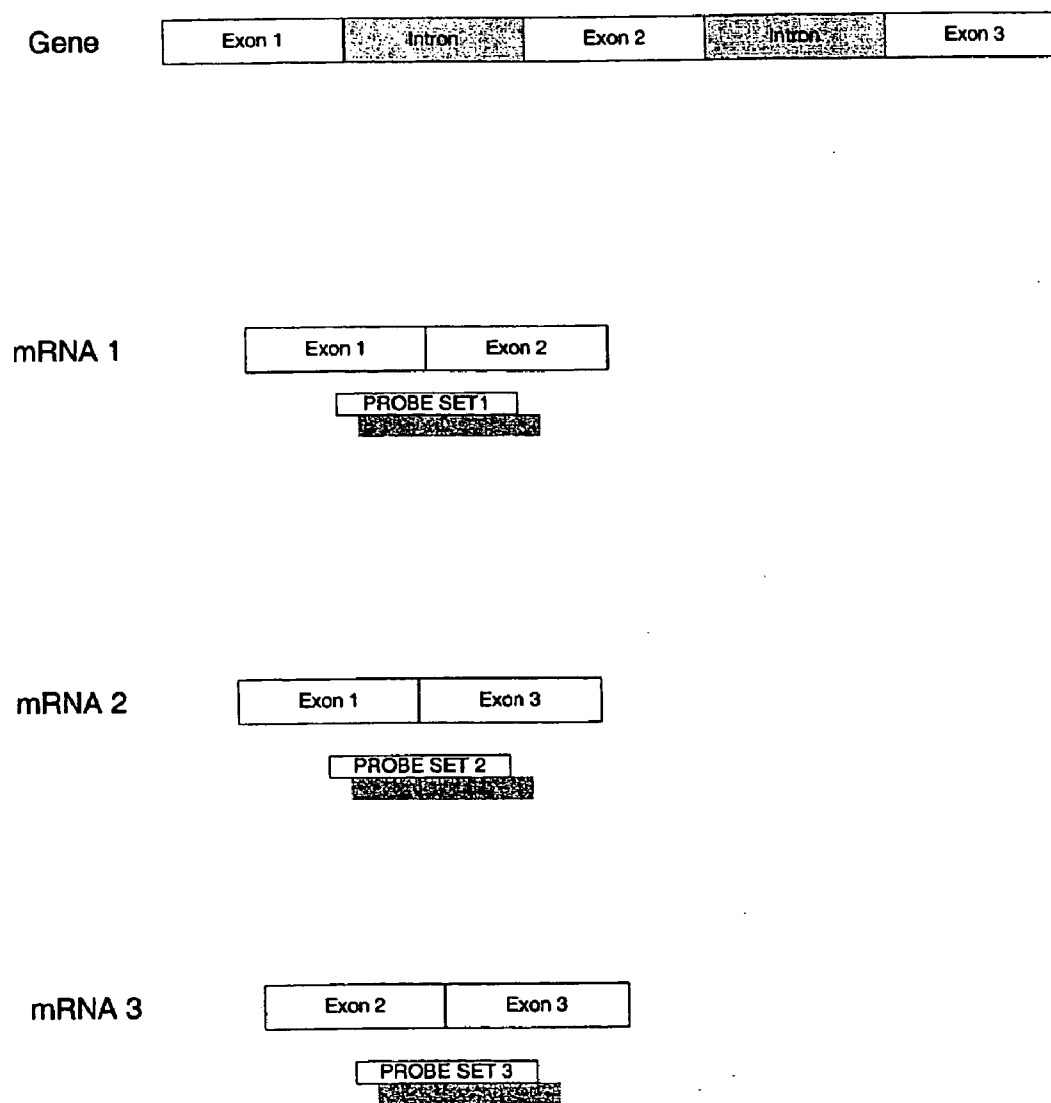 Gene
Exon 1 Intron Exon 2 Intron Exon 3
mRNA 1
Exon 1 Exon 2
PROBE SET1
mRNA 2
Exon 1 Exon 3
PROBE SET 2
mRNA 3
Exon 2 Exon 3
PROBE SET 3